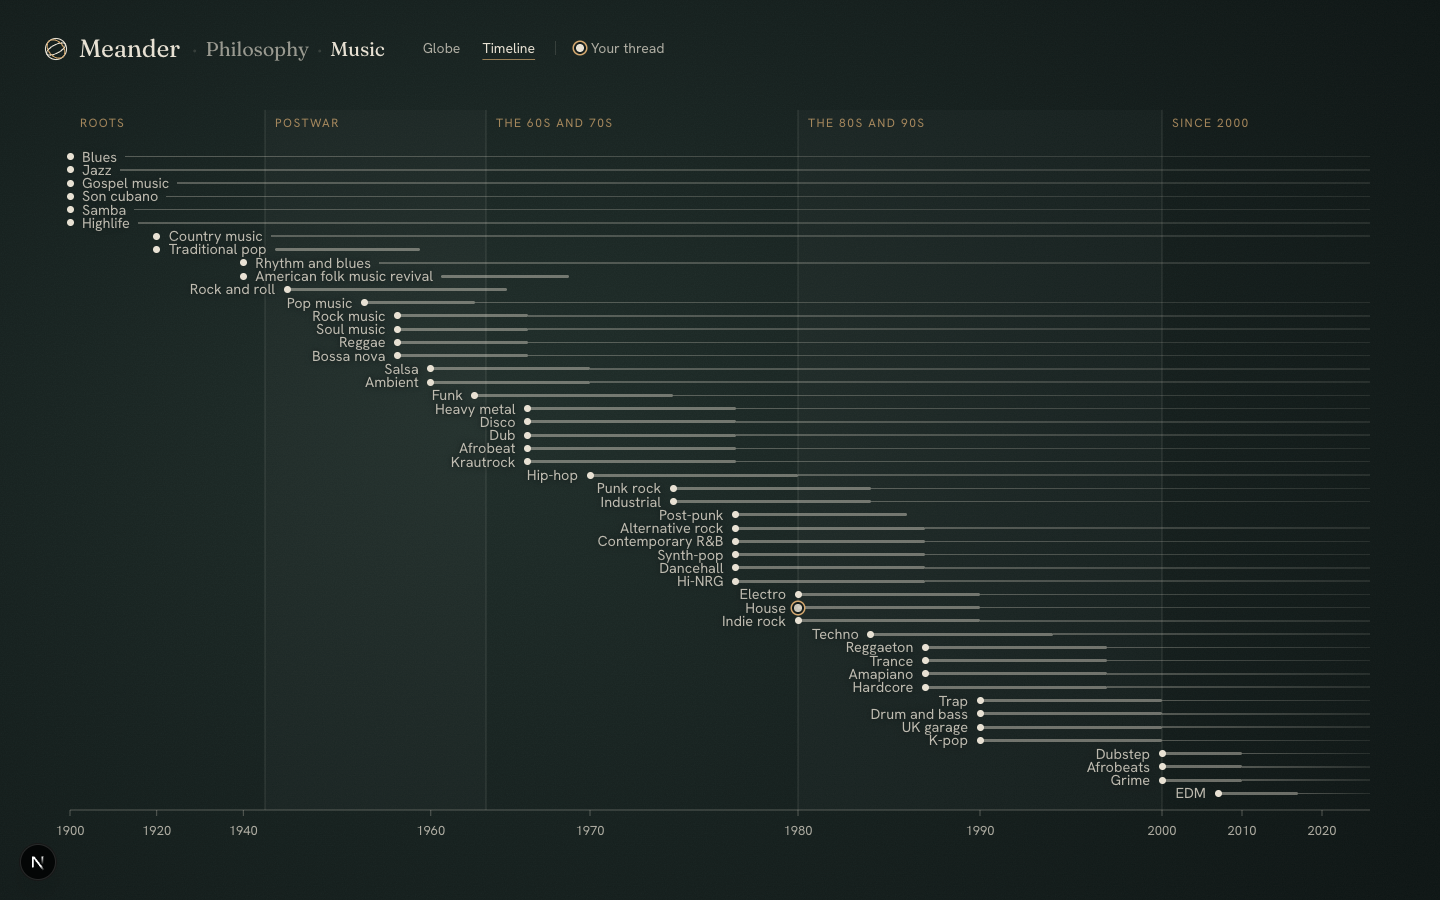 Meander · Philosophy · Music Globe Timeline Your thread
ROOTS POSTWAR THE 60S AND 70S THE 80S AND 90S SINCE 2000
Blues
Jazz
Gospel music
Son cubano
Samba
Highlife
Country music
Traditional pop
Rhythm and blues
American folk music revival
Rock and roll
Pop music
Rock music
Soul music
Reggae
Bossa nova
Salsa
Ambient
Funk
Heavy metal
Disco
Dub
Afrobeat
Krautrock
Hip-hop
Punk rock
Industrial
Post-punk
Alternative rock
Contemporary R&B
Synth-pop
Dancehall
Hi-NRG
Electro
House
Indie rock
Techno
Reggaeton
Trance
Amapiano
Hardcore
Trap
Drum and bass
UK garage
K-pop
Dubstep
Afrobeats
Grime
EDM
1900 1920 1940 1960 1970 1980 1990 2000 2010 2020
N